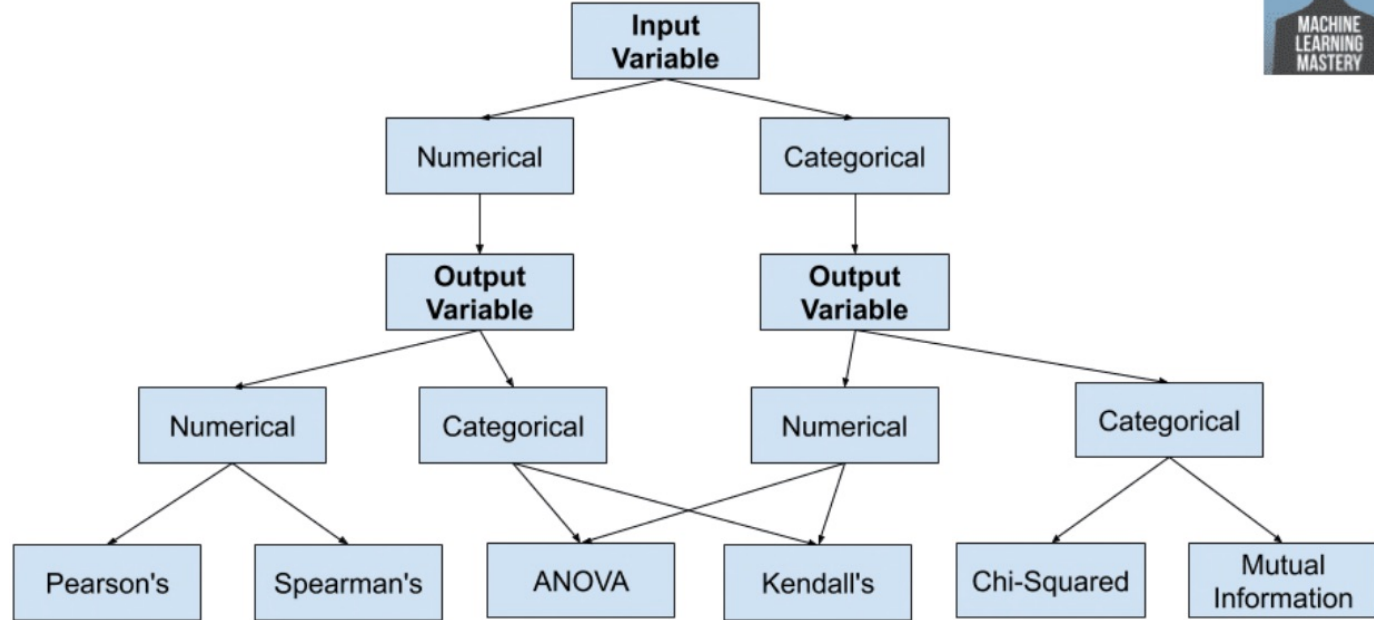 Input
Variable
MACHINE
LEARNING
MASTERY
Numerical
Categorical
Output
Variable
Output
Variable
Numerical
Categorical
Numerical
Categorical
Pearson's
Spearman's
ANOVA
Kendall's
Chi-Squared
Mutual
Information